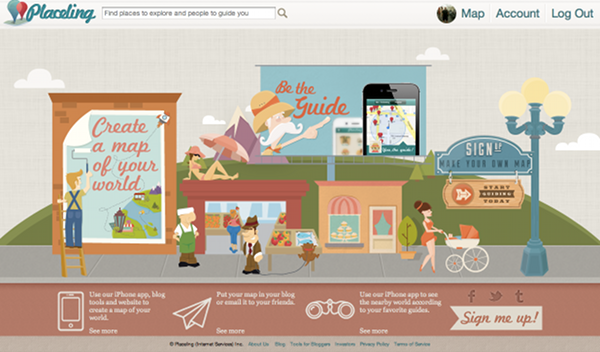 Placeling
Find places to explore and people to guide you
Map
Account
Log Out
Be the
Guide
Create
a map
of your
world
SIGN UP
MAKE YOUR OWN MAP
START
GUIDING
TODAY
Use our iPhone app, blog
tools and website to
create a map of your
world.
See more
Put your map in your blog
or email it to your friends.
See more
Use our iPhone app to see
the nearby world according
to your favorite guides.
See more
Sign me up!
© Placeling (Internet Services) Inc. About Us Blog Tools for Bloggers Investors Privacy Policy Terms of Service